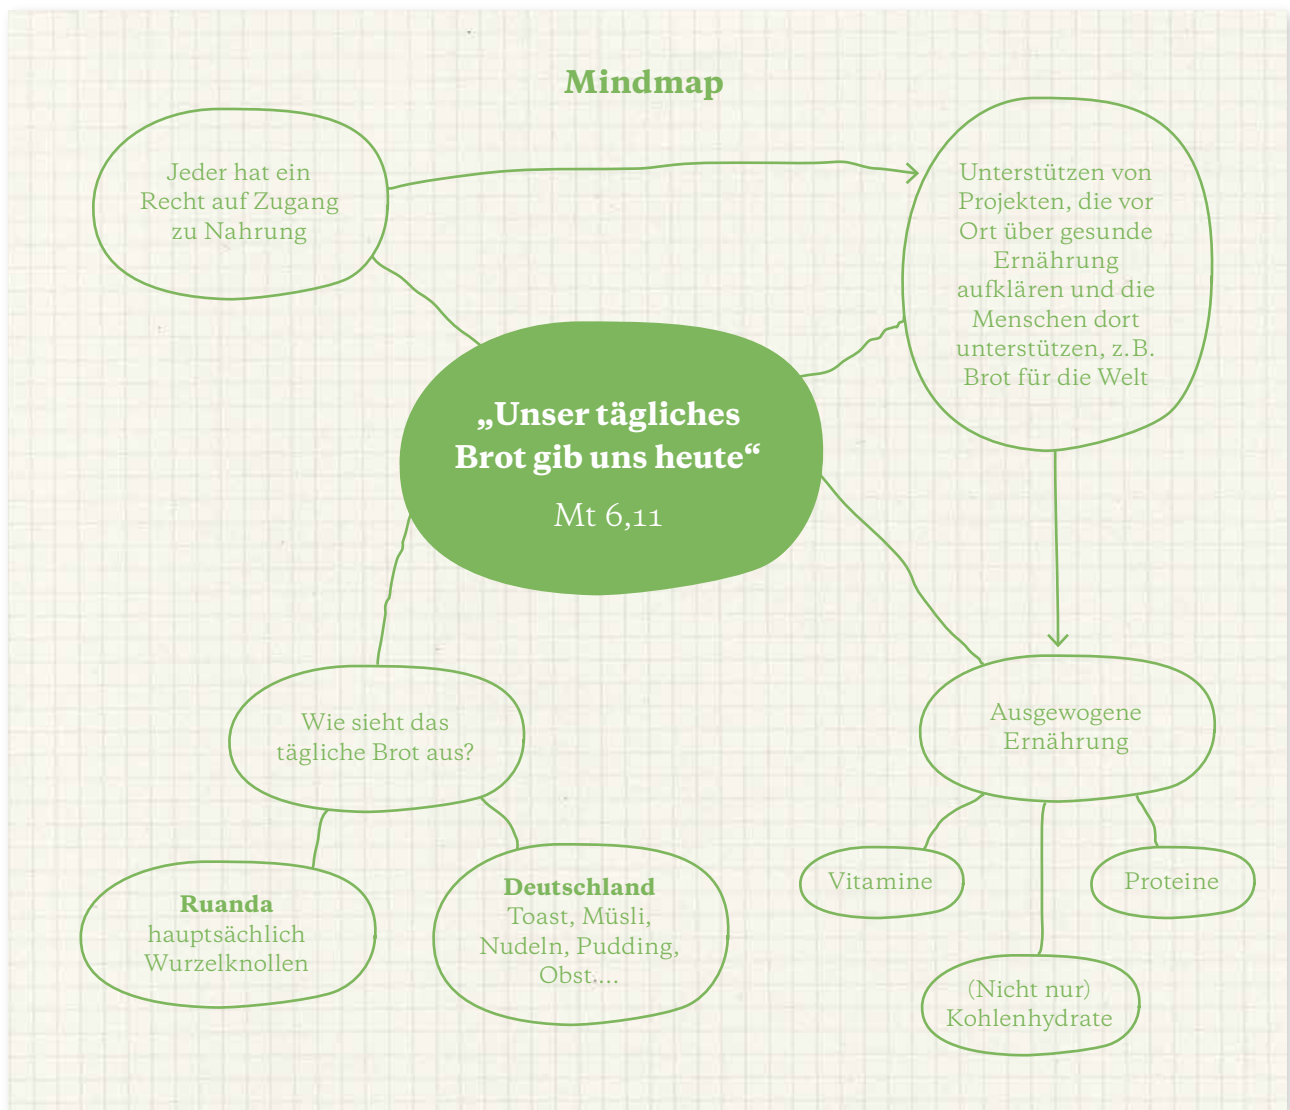 Mindmap
Jeder hat ein
Recht auf Zugang
zu Nahrung
Unterstützen von
Projekten, die vor
Ort über gesunde
Ernährung
aufklären und die
Menschen dort
unterstützen, z.B.
Brot für die Welt
„Unser tägliches
Brot gib uns heute“
Mt 6,11
Wie sieht das
tägliche Brot aus?
Ausgewogene
Ernährung
Ruanda
hauptsächlich
Wurzelknollen
Deutschland
Toast, Müsli,
Nudeln, Pudding,
Obst....
Vitamine
Proteine
(Nicht nur)
Kohlenhydrate